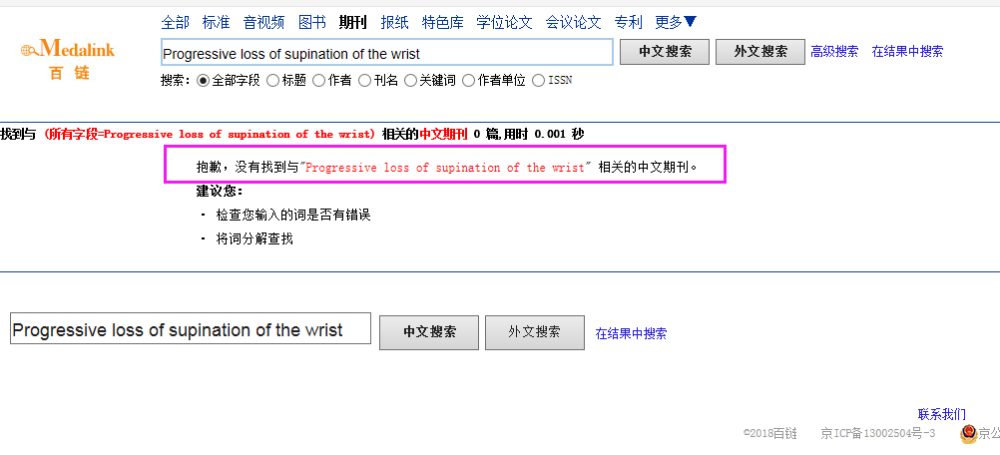 全部 标准 音视频 图书 期刊 报纸 特色库 学位论文 会议论文 专利 更多▼
Medalink
百 链
Progressive loss of supination of the wrist 中文搜索 外文搜索 高级搜索 在结果中搜索
搜索: 全部字段 标题 作者 刊名 关键词 作者单位 ISSN
找到与 (所有字段=Progressive loss of supination of the wrist) 相关的中文期刊 0 篇,用时 0.001 秒
抱歉，没有找到与"Progressive loss of supination of the wrist" 相关的中文期刊。
建议您:
· 检查您输入的词是否有错误
· 将词分解查找
Progressive loss of supination of the wrist 中文搜索 外文搜索 在结果中搜索
联系我们
©2018百链 京ICP备13002504号-3 京公